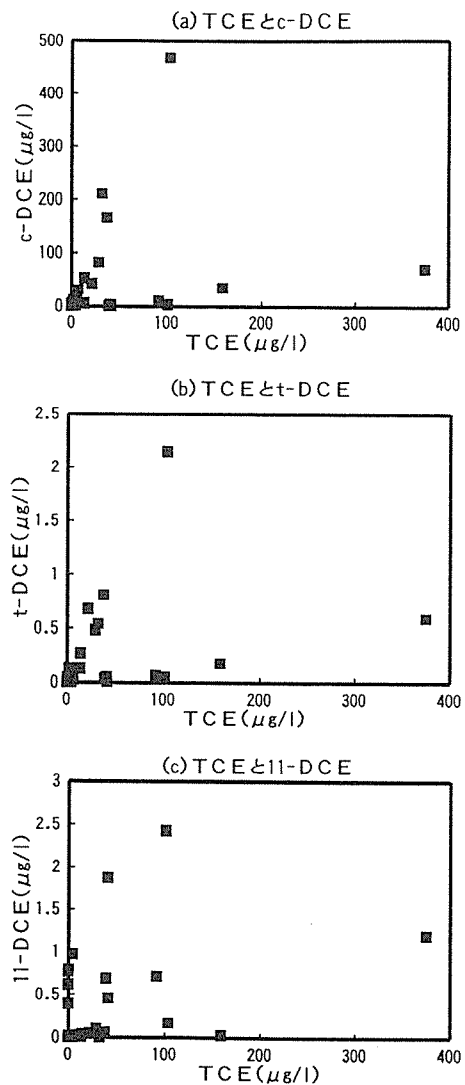 (a)TCEとc-DCE
c-DCE(μg/l)
500
400
300
200
100
0
0 100 200 300 400
TCE(μg/l)
(b)TCEとt-DCE
t-DCE(μg/l)
2.5
2
1.5
1
0.5
0
0 100 200 300 400
TCE(μg/l)
(c)TCEと11-DCE
11-DCE(μg/l)
3
2.5
2
1.5
1
0.5
0
0 100 200 300 400
TCE(μg/l)